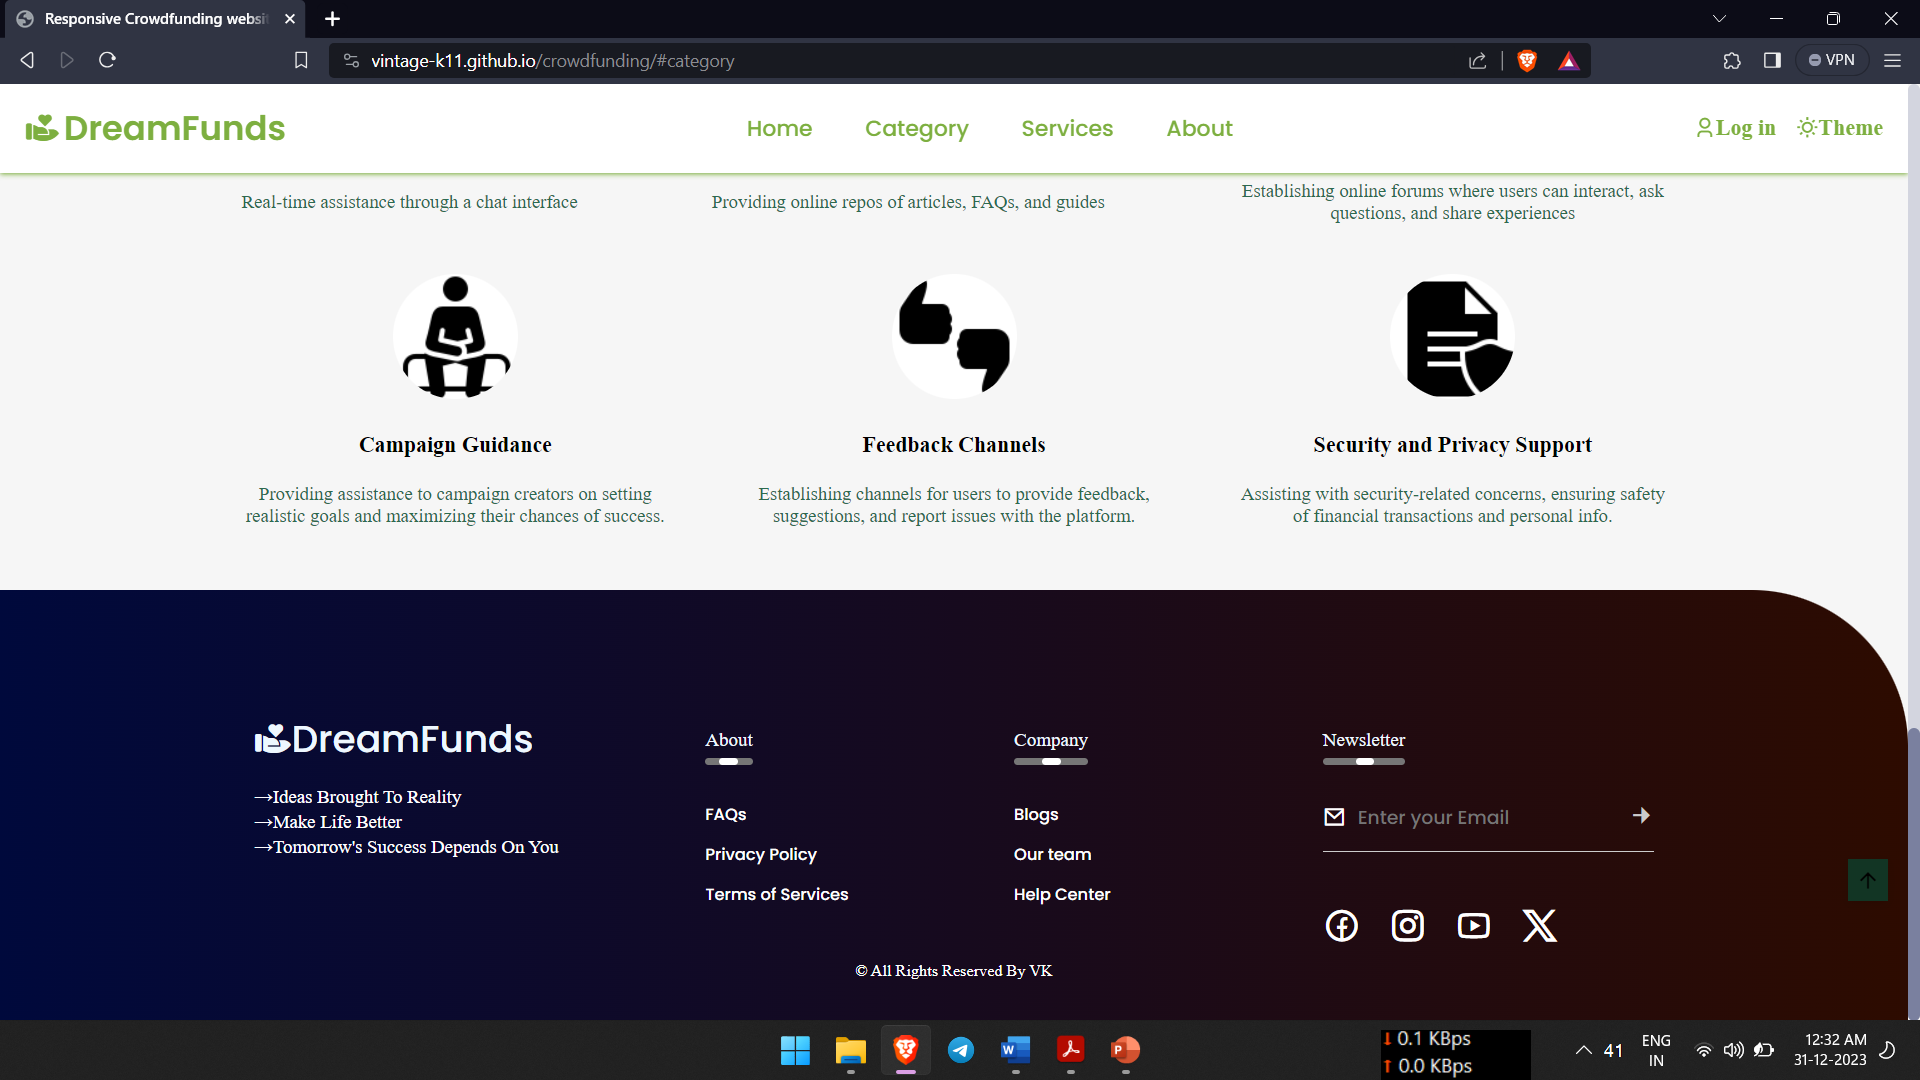 Responsive Crowdfunding websi
vintage-k11.github.io/crowdfunding/#category
VPN
DreamFunds
Home
Category
Services
About
Log in
Theme
Real-time assistance through a chat interface
Providing online repos of articles, FAQs, and guides
Establishing online forums where users can interact, ask
questions, and share experiences
Campaign Guidance
Providing assistance to campaign creators on setting
realistic goals and maximizing their chances of success.
Feedback Channels
Establishing channels for users to provide feedback,
suggestions, and report issues with the platform.
Security and Privacy Support
Assisting with security-related concerns, ensuring safety
of financial transactions and personal info.
DreamFunds
→Ideas Brought To Reality
→Make Life Better
→Tomorrow's Success Depends On You
About
FAQs
Privacy Policy
Terms of Services
Company
Blogs
Our team
Help Center
Newsletter
Enter your Email
© All Rights Reserved By VK
W
P
0.1 KBps
0.0 KBps
41
ENG
IN
12:32 AM
31-12-2023